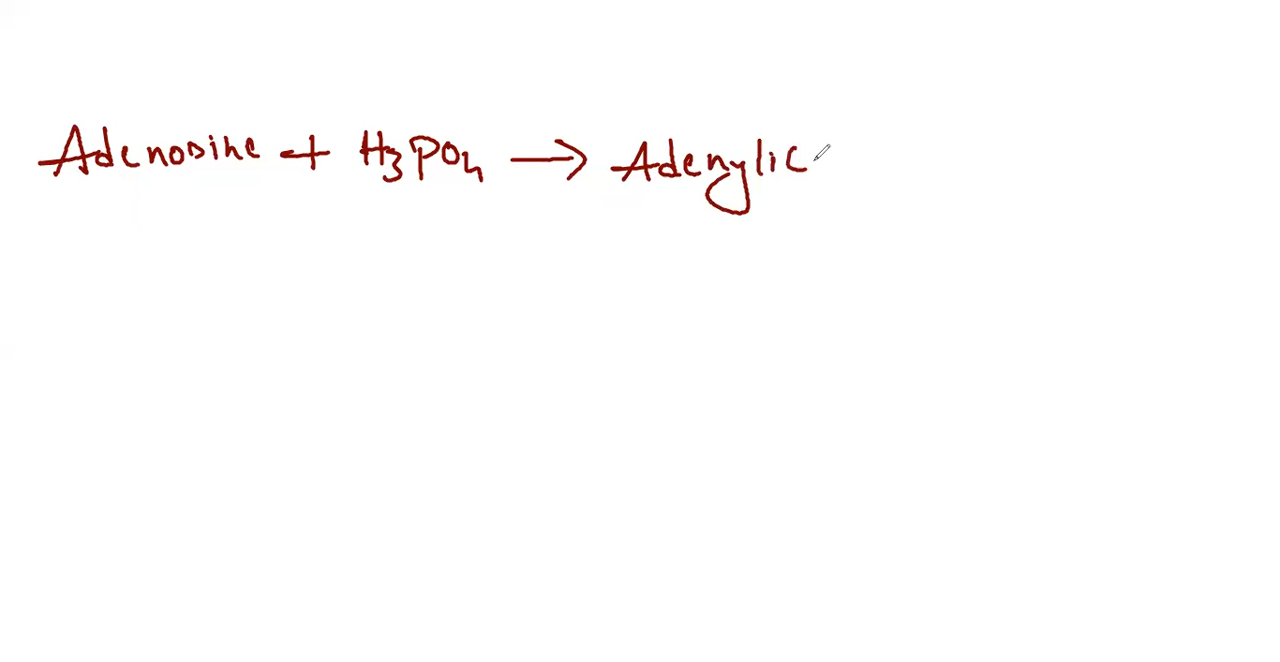 Adenosine + H3PO4 → Adenylic